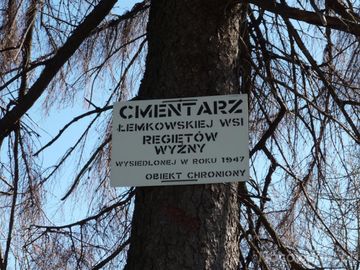 CMENTARZ
ŁEMKOWSKIEJ WSI
REGIETÓW
WYŻNY
WYSIEDLONEJ W ROKU 1947
OBIEKT CHRONIONY